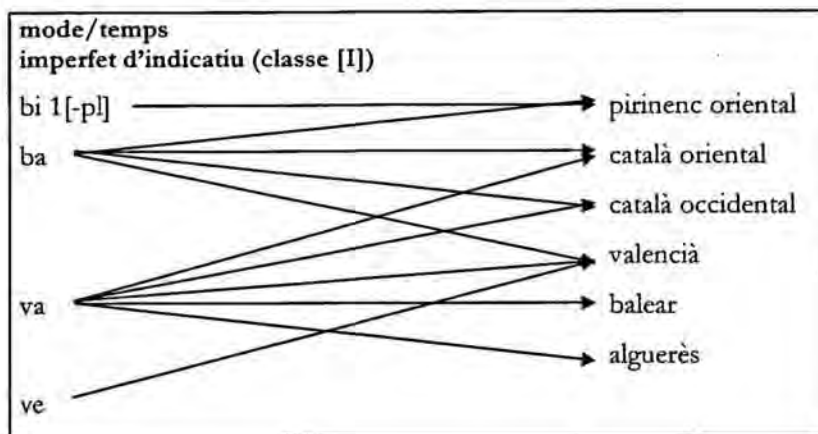 mode/temps
imperfet d'indicatiu (classe [I])
bi 1[-pl]
pirinenc oriental
ba
català oriental
català occidental
valencià
va
balear
alguerès
ve